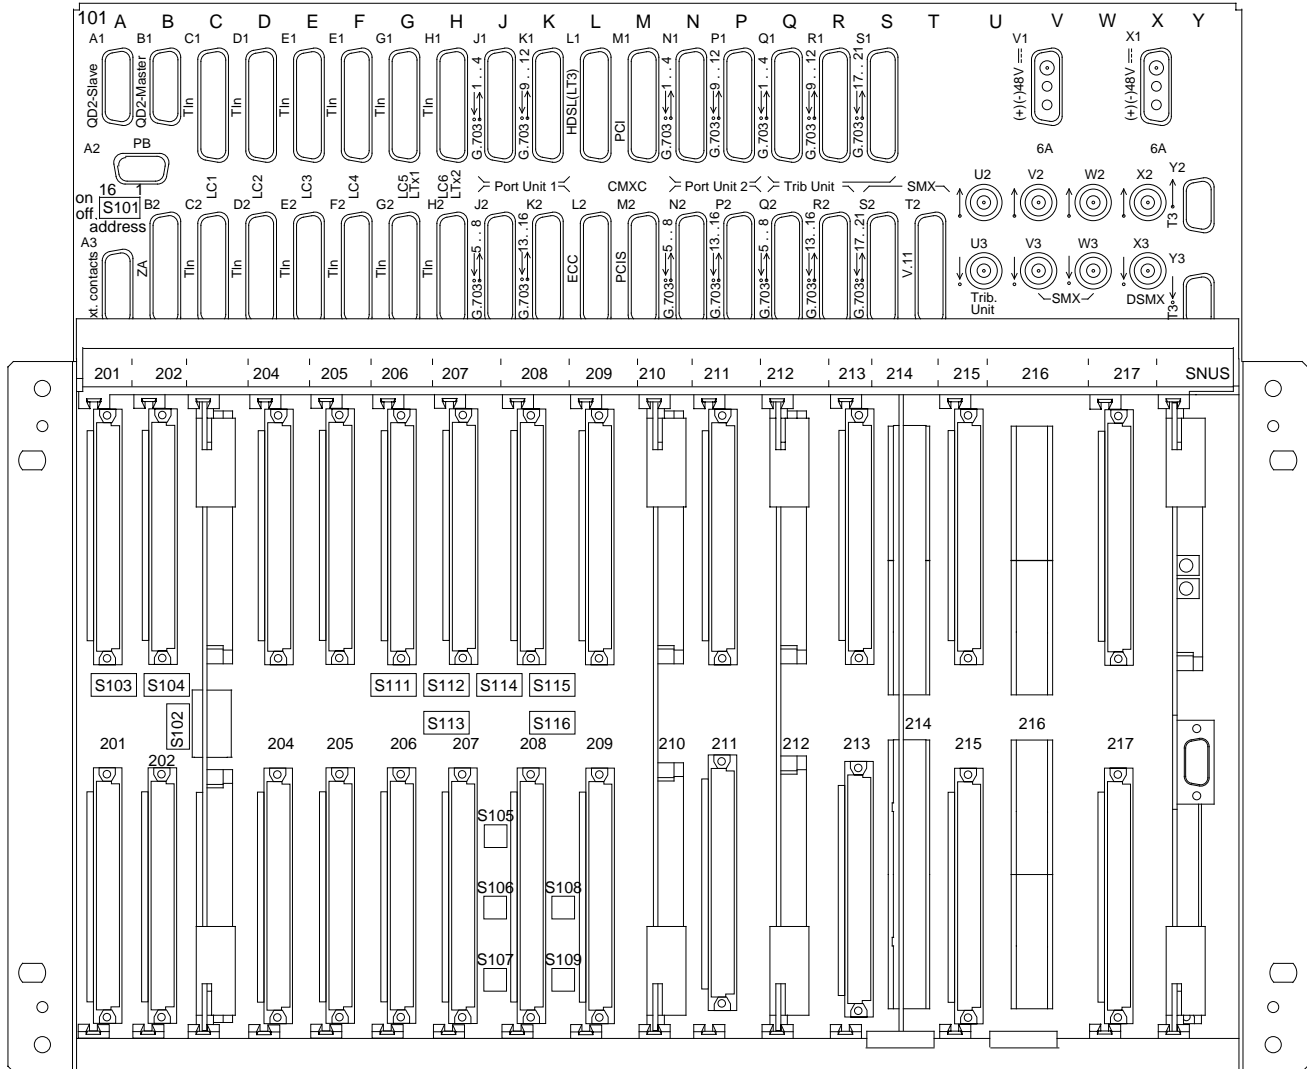 101 A B C D E F G H J K L M N P Q R S T U V W X Y
A1 B1 C1 D1 E1 E1 G1 H1 J1 K1 L1 M1 N1 P1 Q1 R1 S1 V1 X1
QD2-Slave QD2-Master TIn TIn TIn TIn TIn TIn G.703 1 . . 4 G.703 9 . . 12 HDSL(LT3) PCI G.703 1 . . 4 G.703 9 . . 12 G.703 1 . . 4 G.703 9 . . 12 G.703 17 . . 21 (+)(-)48V (+)(-)48V
6A 6A
A2 PB
LC1 LC2 LC3 LC4 LC5 LTx1 LC6 LTx2
Port Unit 1 CMXC Port Unit 2 Trib Unit SMX
U2 V2 W2 X2 Y2
T3
16 1
on S101
off
address
B2 C2 D2 E2 F2 G2 H2 J2 K2 L2 M2 N2 P2 Q2 R2 S2 T2
A3
xt. contacts ZA TIn TIn TIn TIn TIn TIn G.703 5 . . 8 G.703 13 . . 16 ECC PCIS G.703 5 . . 8 G.703 13 . . 16 G.703 5 . . 8 G.703 13 . . 16 G.703 17 . . 21 V.11
U3 V3 W3 X3 Y3
T3
Trib. Unit SMX DSMX
201 202 204 205 206 207 208 209 210 211 212 213 214 215 216 217 SNUS
S103 S104 S111 S112 S114 S115
S102 S113 S116
201 202 204 205 206 207 208 209 210 211 212 213 214 215 216 217
S105
S106 S108
S107 S109